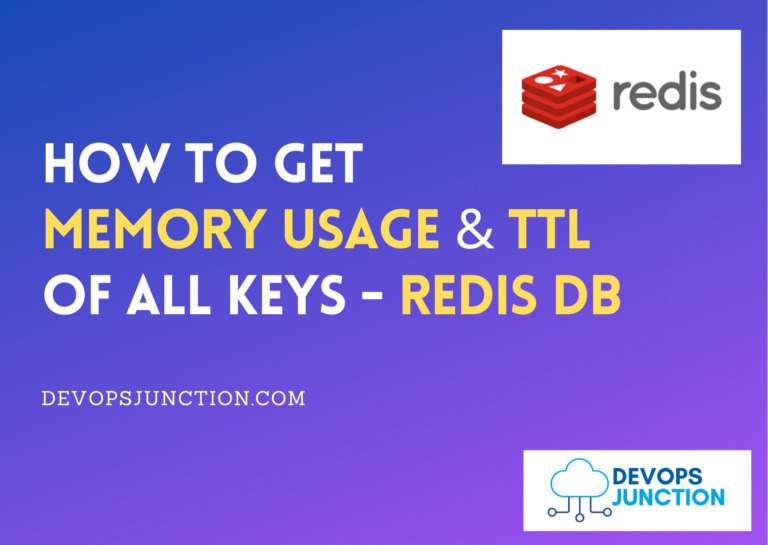 redis
HOW TO GET
MEMORY USAGE & TTL
OF ALL KEYS - REDIS DB
DEVOPSJUNCTION.COM
DEVOPS
JUNCTION